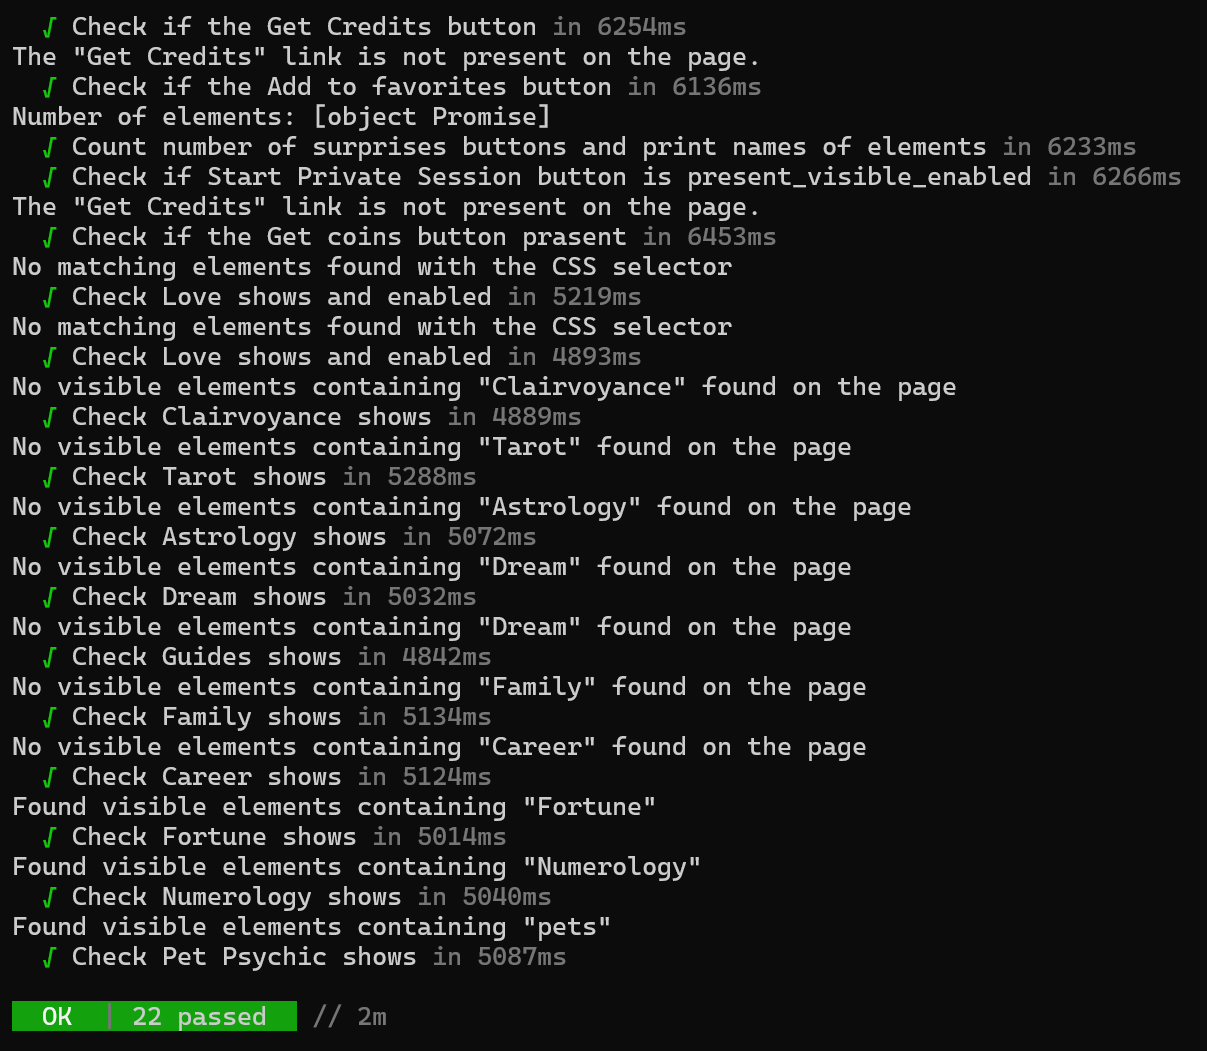 √ Check if the Get Credits button in 6254ms
The "Get Credits" link is not present on the page.
√ Check if the Add to favorites button in 6136ms
Number of elements: [object Promise]
√ Count number of surprises buttons and print names of elements in 6233ms
√ Check if Start Private Session button is present_visible_enabled in 6266ms
The "Get Credits" link is not present on the page.
√ Check if the Get coins button prasent in 6453ms
No matching elements found with the CSS selector
√ Check Love shows and enabled in 5219ms
No matching elements found with the CSS selector
√ Check Love shows and enabled in 4893ms
No visible elements containing "Clairvoyance" found on the page
√ Check Clairvoyance shows in 4889ms
No visible elements containing "Tarot" found on the page
√ Check Tarot shows in 5288ms
No visible elements containing "Astrology" found on the page
√ Check Astrology shows in 5072ms
No visible elements containing "Dream" found on the page
√ Check Dream shows in 5032ms
No visible elements containing "Dream" found on the page
√ Check Guides shows in 4842ms
No visible elements containing "Family" found on the page
√ Check Family shows in 5134ms
No visible elements containing "Career" found on the page
√ Check Career shows in 5124ms
Found visible elements containing "Fortune"
√ Check Fortune shows in 5014ms
Found visible elements containing "Numerology"
√ Check Numerology shows in 5040ms
Found visible elements containing "pets"
√ Check Pet Psychic shows in 5087ms
OK | 22 passed // 2m